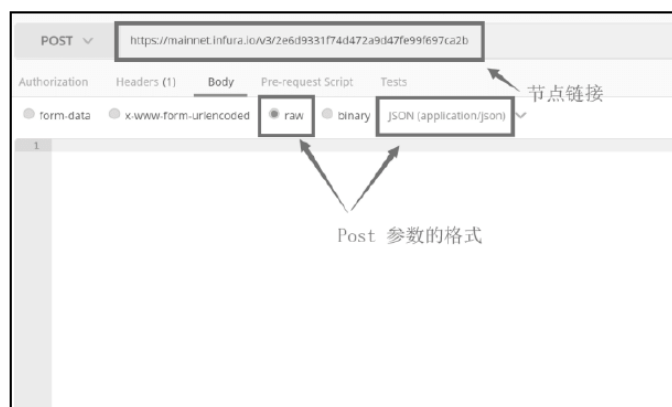 POST
https://mainnet.infura.io/v3/2e6d9331f74d472a9d47fe99f697ca2b
Authorization Headers (1) Body Pre-request Script Tests
节点链接
form-data x-www-form-urlencoded raw binary JSON (application/json)
1
Post 参数的格式